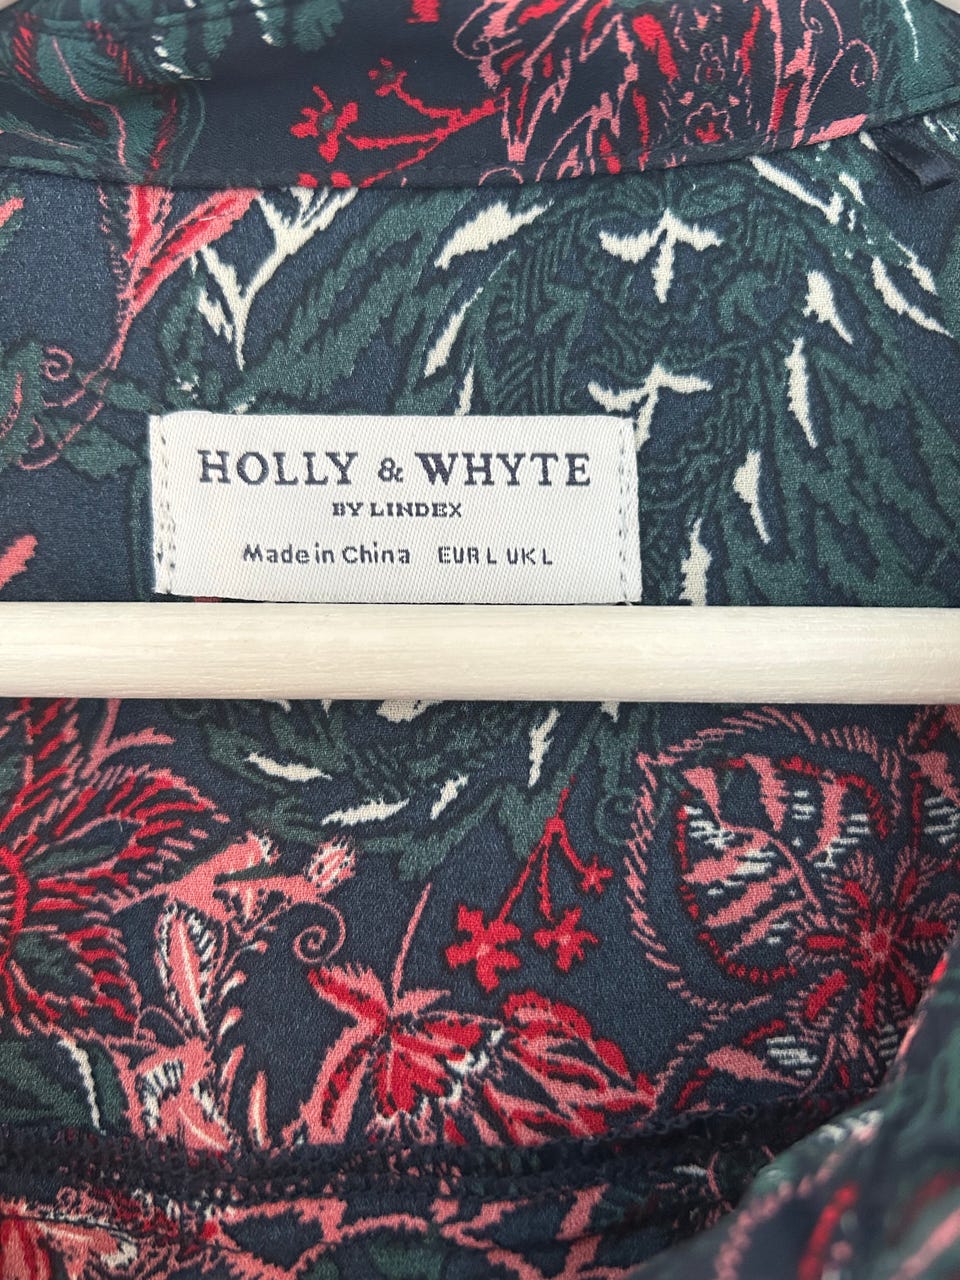 HOLLY & WHYTE
BY LINDEX
Made in China EUR L UK L